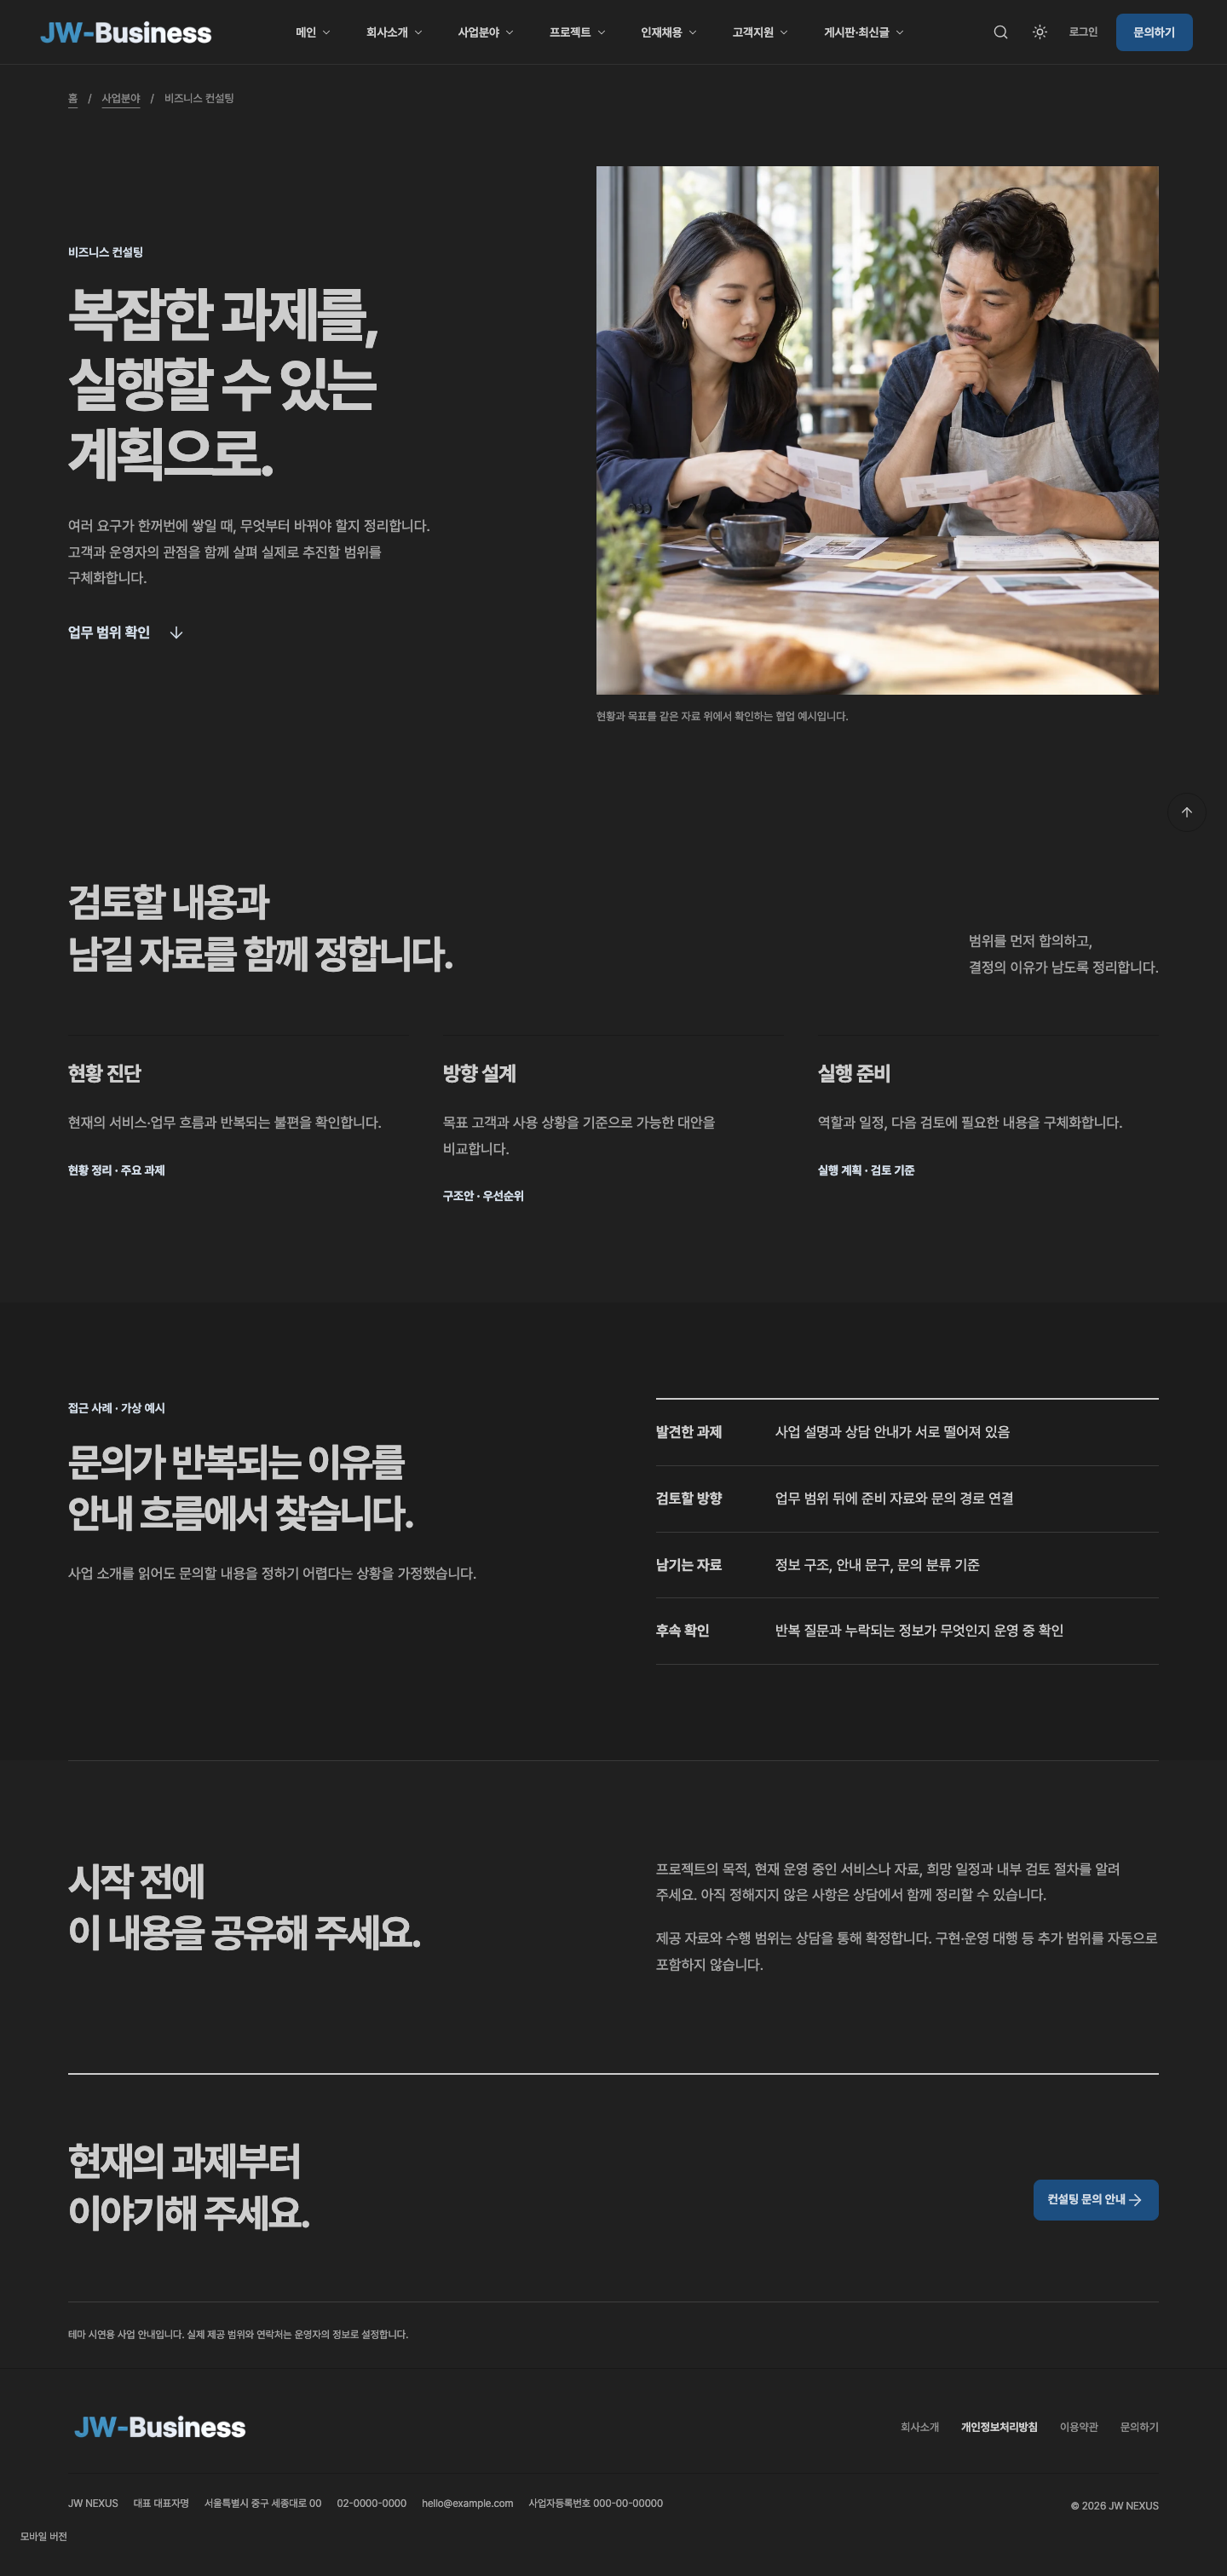 JW-Business
메인
회사소개
사업분야
프로젝트
인재채용
고객지원
게시판·최신글
로그인
문의하기
홈 / 사업분야 / 비즈니스 컨설팅
비즈니스 컨설팅
복잡한 과제를,
실행할 수 있는
계획으로.
여러 요구가 한꺼번에 쌓일 때, 무엇부터 바꿔야 할지 정리합니다.
고객과 운영자의 관점을 함께 살펴 실제로 추진할 범위를
구체화합니다.
업무 범위 확인
현황과 목표를 같은 자료 위에서 확인하는 협업 예시입니다.
검토할 내용과
남길 자료를 함께 정합니다.
범위를 먼저 합의하고,
결정의 이유가 남도록 정리합니다.
현황 진단
현재의 서비스·업무 흐름과 반복되는 불편을 확인합니다.
현황 정리 · 주요 과제
방향 설계
목표 고객과 사용 상황을 기준으로 가능한 대안을
비교합니다.
구조안 · 우선순위
실행 준비
역할과 일정, 다음 검토에 필요한 내용을 구체화합니다.
실행 계획 · 검토 기준
접근 사례 · 가상 예시
문의가 반복되는 이유를
안내 흐름에서 찾습니다.
사업 소개를 읽어도 문의할 내용을 정하기 어렵다는 상황을 가정했습니다.
발견한 과제 사업 설명과 상담 안내가 서로 떨어져 있음
검토할 방향 업무 범위 뒤에 준비 자료와 문의 경로 연결
남기는 자료 정보 구조, 안내 문구, 문의 분류 기준
후속 확인 반복 질문과 누락되는 정보가 무엇인지 운영 중 확인
시작 전에
이 내용을 공유해 주세요.
프로젝트의 목적, 현재 운영 중인 서비스나 자료, 희망 일정과 내부 검토 절차를 알려
주세요. 아직 정해지지 않은 사항은 상담에서 함께 정리할 수 있습니다.
제공 자료와 수행 범위는 상담을 통해 확정합니다. 구현·운영 대행 등 추가 범위를 자동으로
포함하지 않습니다.
현재의 과제부터
이야기해 주세요.
컨설팅 문의 안내
테마 시연용 사업 안내입니다. 실제 제공 범위와 연락처는 운영자의 정보로 설정합니다.
JW-Business
회사소개
개인정보처리방침
이용약관
문의하기
JW NEXUS 대표 대표자명 서울특별시 중구 세종대로 00 02-0000-0000 hello@example.com 사업자등록번호 000-00-00000
© 2026 JW NEXUS
모바일 버전